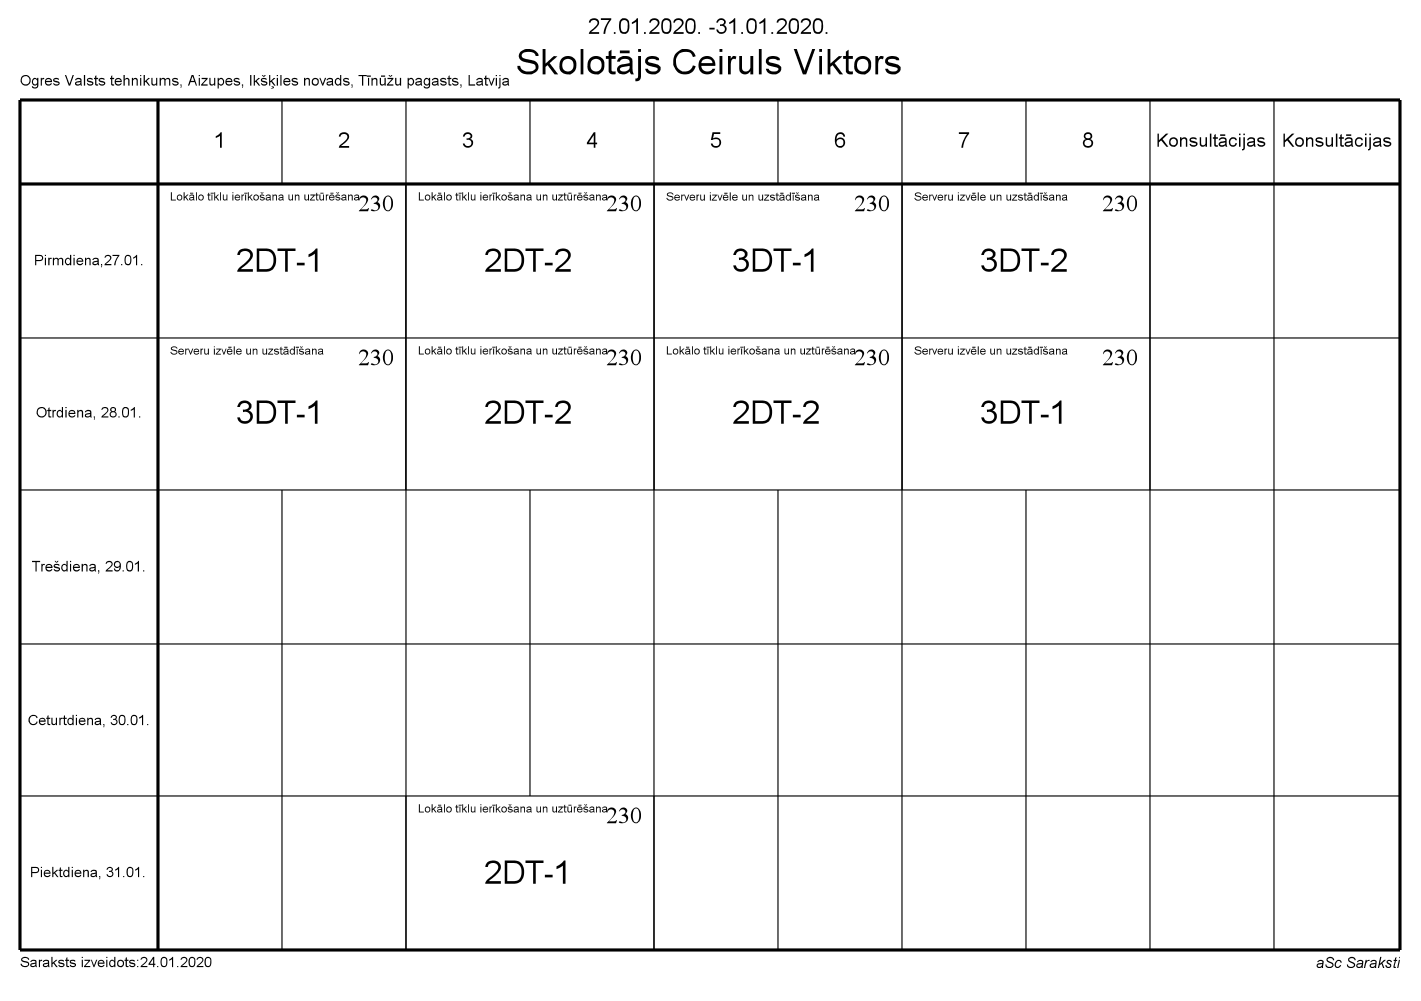 27.01.2020. -31.01.2020.
Skolotājs Ceiruls Viktors
Ogres Valsts tehnikums, Aizupes, Ikšķiles novads, Tīnūžu pagasts, Latvija
1 2 3 4 5 6 7 8 Konsultācijas Konsultācijas
Lokālo tīklu ierīkošana un uztūrēšana 230 Lokālo tīklu ierīkošana un uztūrēšana 230 Serveru izvēle un uzstādīšana 230 Serveru izvēle un uzstādīšana 230
Pirmdiena,27.01. 2DT-1 2DT-2 3DT-1 3DT-2
Serveru izvēle un uzstādīšana 230 Lokālo tīklu ierīkošana un uztūrēšana 230 Lokālo tīklu ierīkošana un uztūrēšana 230 Serveru izvēle un uzstādīšana 230
Otrdiena, 28.01. 3DT-1 2DT-2 2DT-2 3DT-1
Trešdiena, 29.01.
Ceturtdiena, 30.01.
Lokālo tīklu ierīkošana un uztūrēšana 230
Piektdiena, 31.01. 2DT-1
Saraksts izveidots:24.01.2020 aSc Saraksti